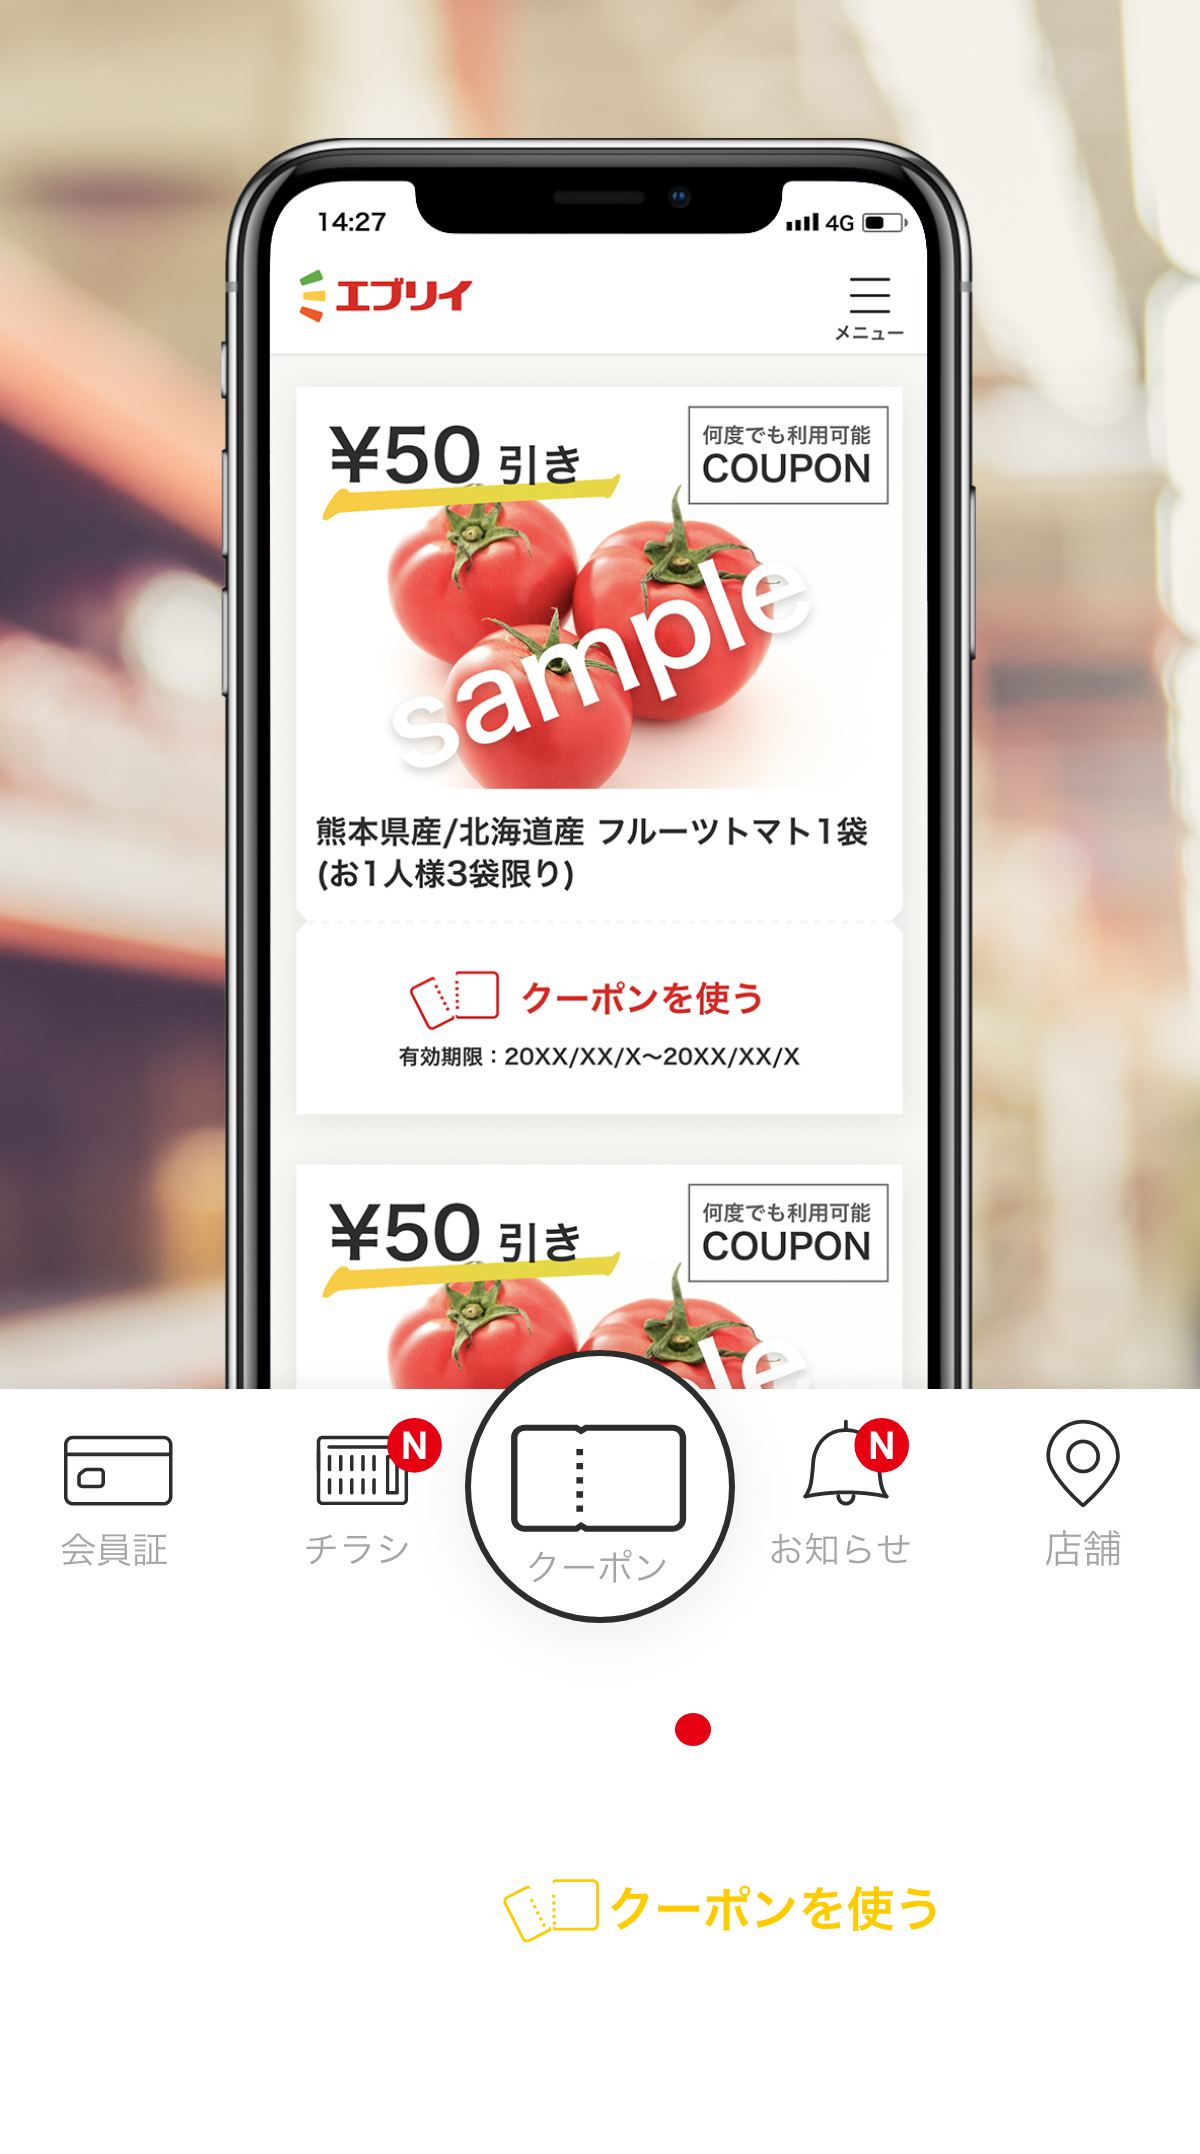 14:27
4G
エブリイ
メニュー
¥50 引き
何度でも利用可能
COUPON
sample
熊本県産/北海道産 フルーツトマト1袋
(お1人様3袋限り)
クーポンを使う
有効期限：20XX/XX/X〜20XX/XX/X
¥50 引き
何度でも利用可能
COUPON
ple
会員証
チラシ
N
クーポン
お知らせ
N
店舗
クーポンを使う